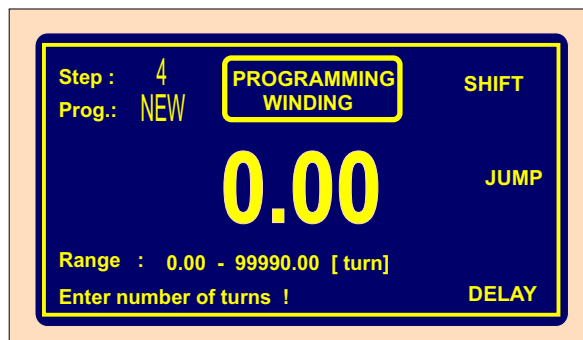 Step : 4
Prog.: NEW
PROGRAMMING
WINDING
SHIFT
0.00
JUMP
Range : 0.00 - 99990.00 [ turn]
Enter number of turns !
DELAY